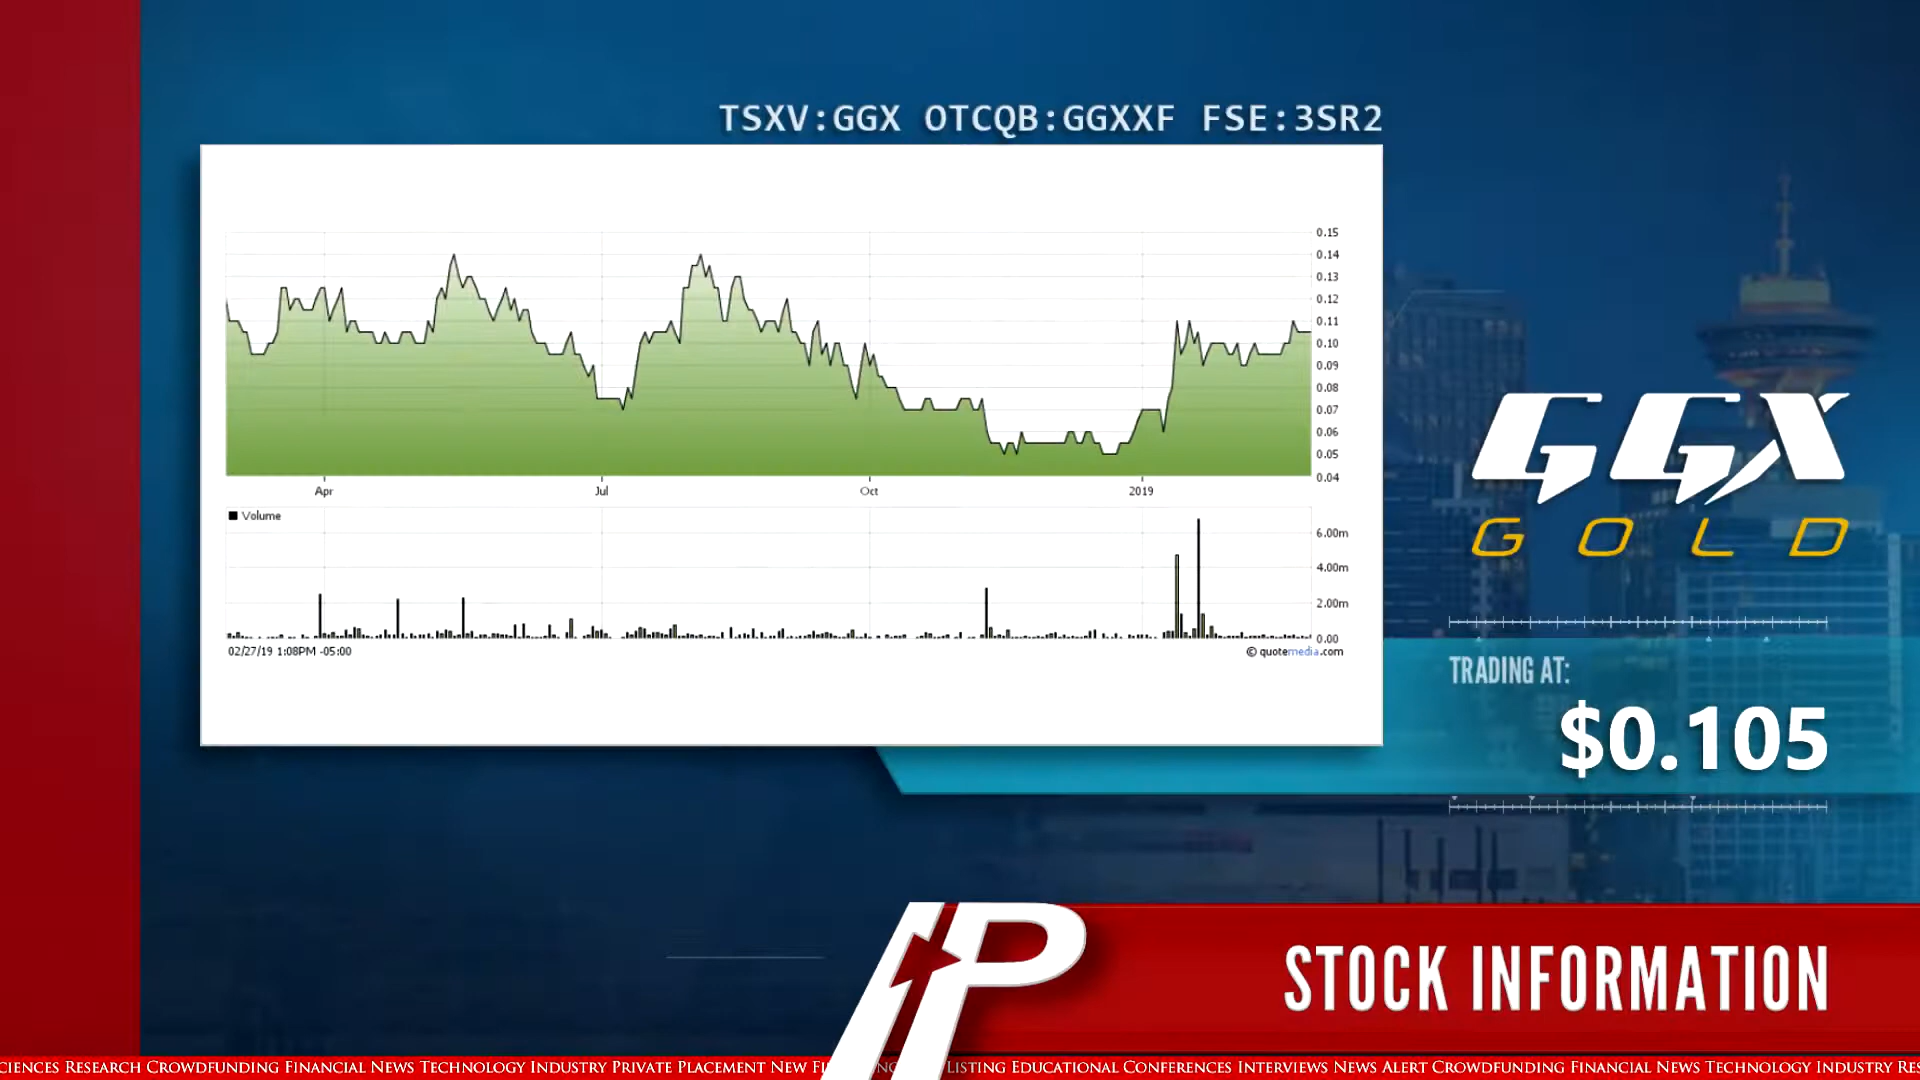 TSXV:GGX OTCQB:GGXXF FSE:3SR2
0.15
0.14
0.13
0.12
0.11
0.10
0.09
0.08
0.07
0.06
0.05
0.04
Apr Jul Oct 2019
Volume
6.00m
4.00m
2.00m
0.00
02/27/19 1:08PM -05:00
© quotemedia.com
GGX
GOLD
TRADING AT:
$0.105
IP
STOCK INFORMATION
CIENCES RESEARCH CROWDFUNDING FINANCIAL NEWS TECHNOLOGY INDUSTRY PRIVATE PLACEMENT NEW LISTING EDUCATIONAL CONFERENCES INTERVIEWS NEWS ALERT CROWDFUNDING FINANCIAL NEWS TECHNOLOGY INDUSTRY RES